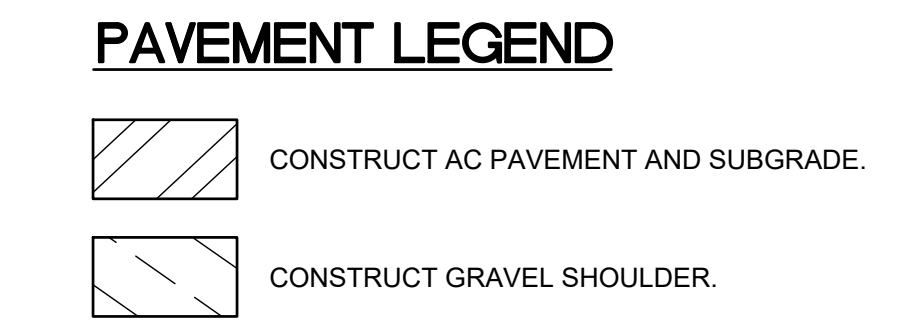 PAVEMENT LEGEND
CONSTRUCT AC PAVEMENT AND SUBGRADE.
CONSTRUCT GRAVEL SHOULDER.